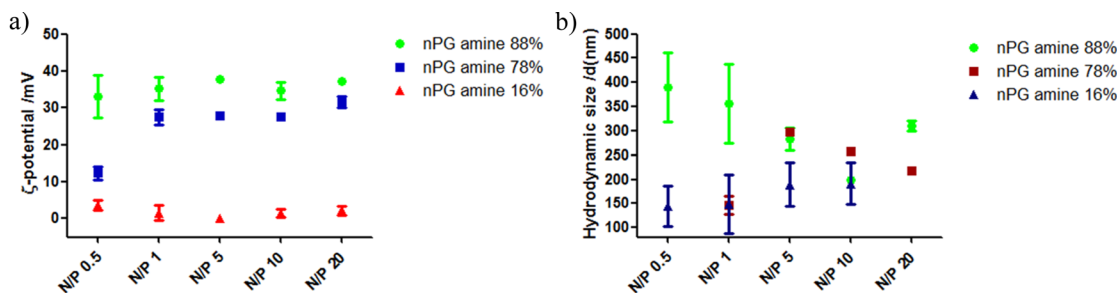 a)
ζ-potential /mV
50
40
30
20
10
0
N/P 0.5
N/P 1
N/P 5
N/P 10
N/P 20
nPG amine 88%
nPG amine 78%
nPG amine 16%
b)
Hydrodynamic size /d(nm)
500
450
400
350
300
250
200
150
100
N/P 0.5
N/P 1
N/P 5
N/P 10
N/P 20
nPG amine 88%
nPG amine 78%
nPG amine 16%